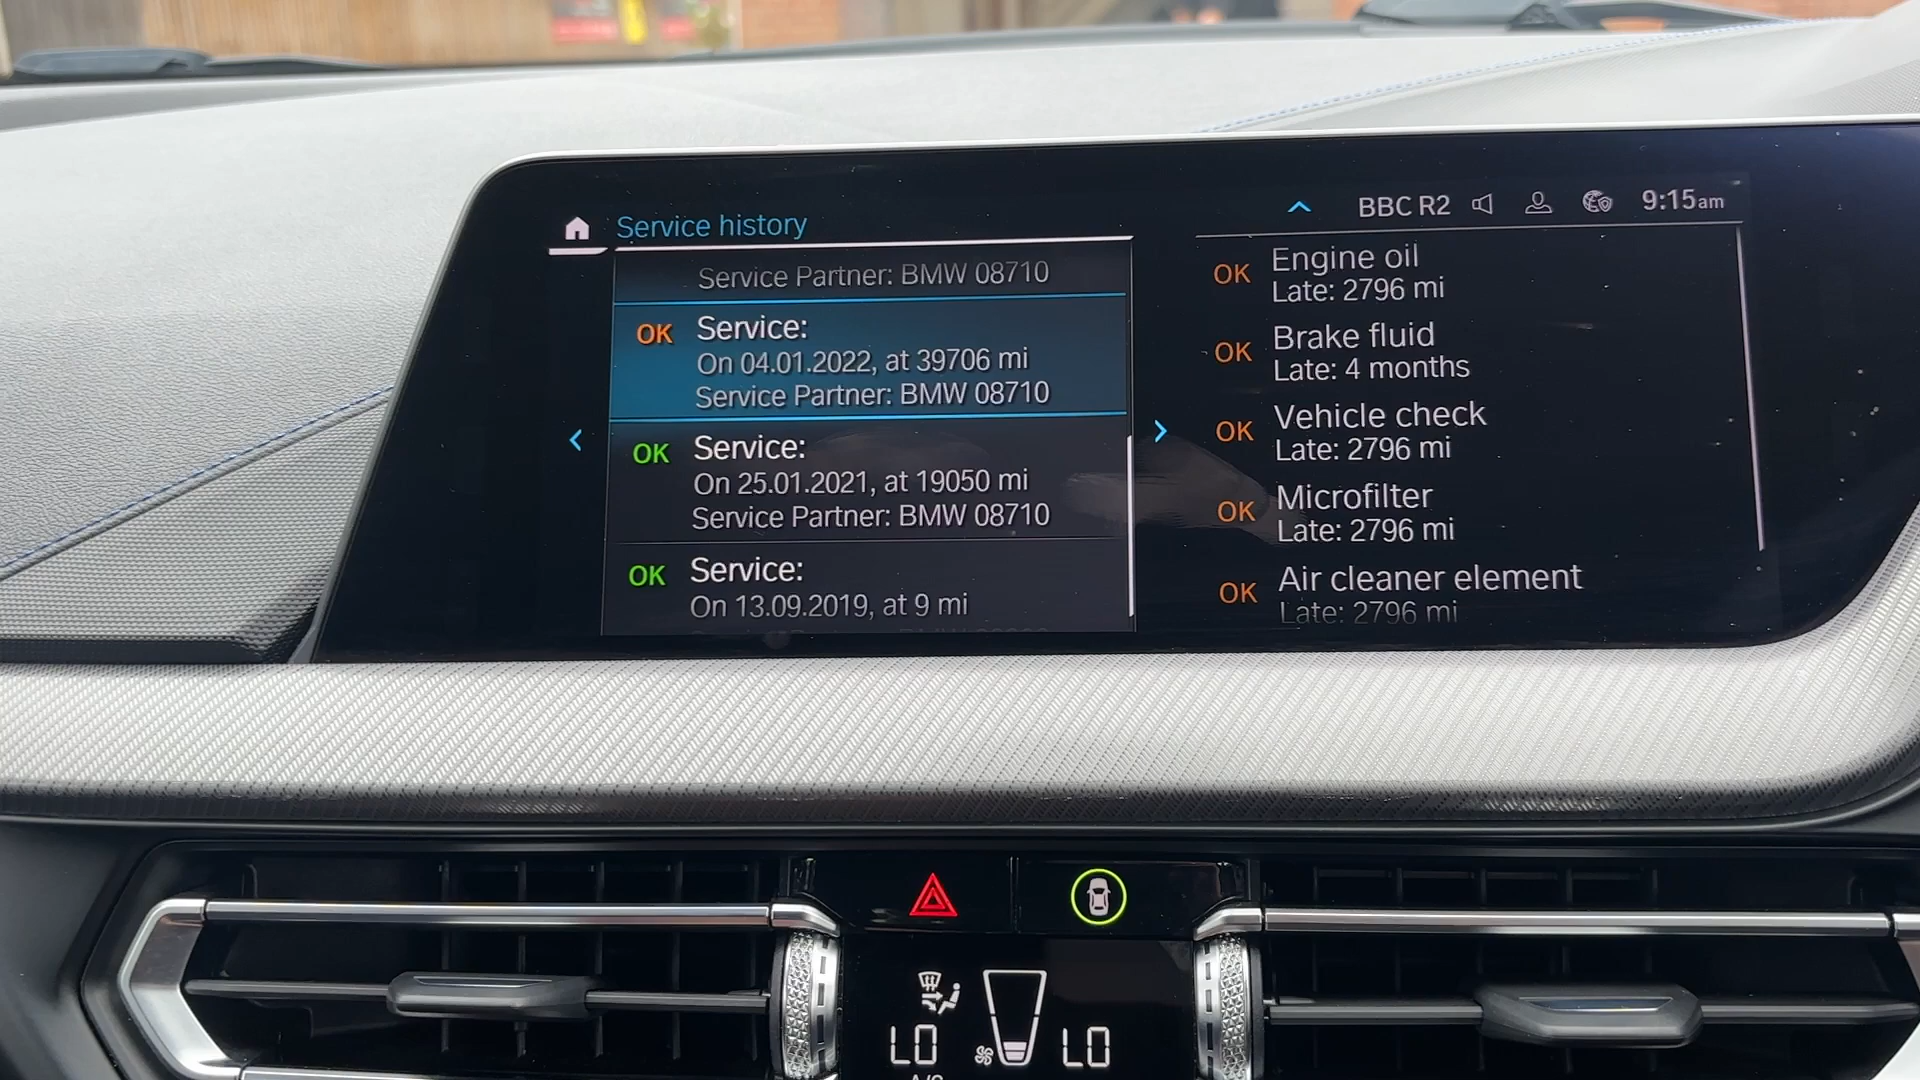 Service history
BBC R2
9:15am
Service Partner: BMW 08710
OK Service:
On 04.01.2022, at 39706 mi
Service Partner: BMW 08710
OK Service:
On 25.01.2021, at 19050 mi
Service Partner: BMW 08710
OK Service:
On 13.09.2019, at 9 mi
OK Engine oil
Late: 2796 mi
OK Brake fluid
Late: 4 months
OK Vehicle check
Late: 2796 mi
OK Microfilter
Late: 2796 mi
OK Air cleaner element
Late: 2796 mi
LO
LO